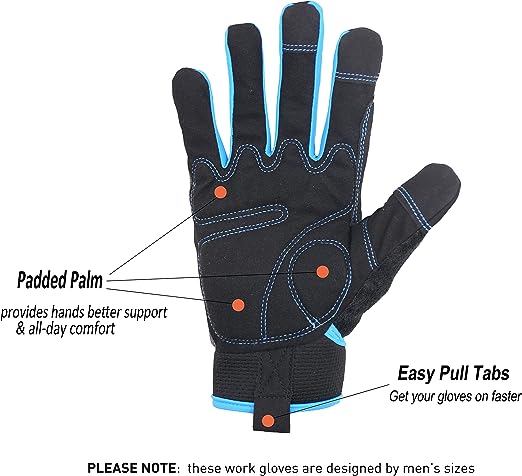 Padded Palm
provides hands better support
& all-day comfort
Easy Pull Tabs
Get your gloves on faster
PLEASE NOTE: these work gloves are designed by men's sizes